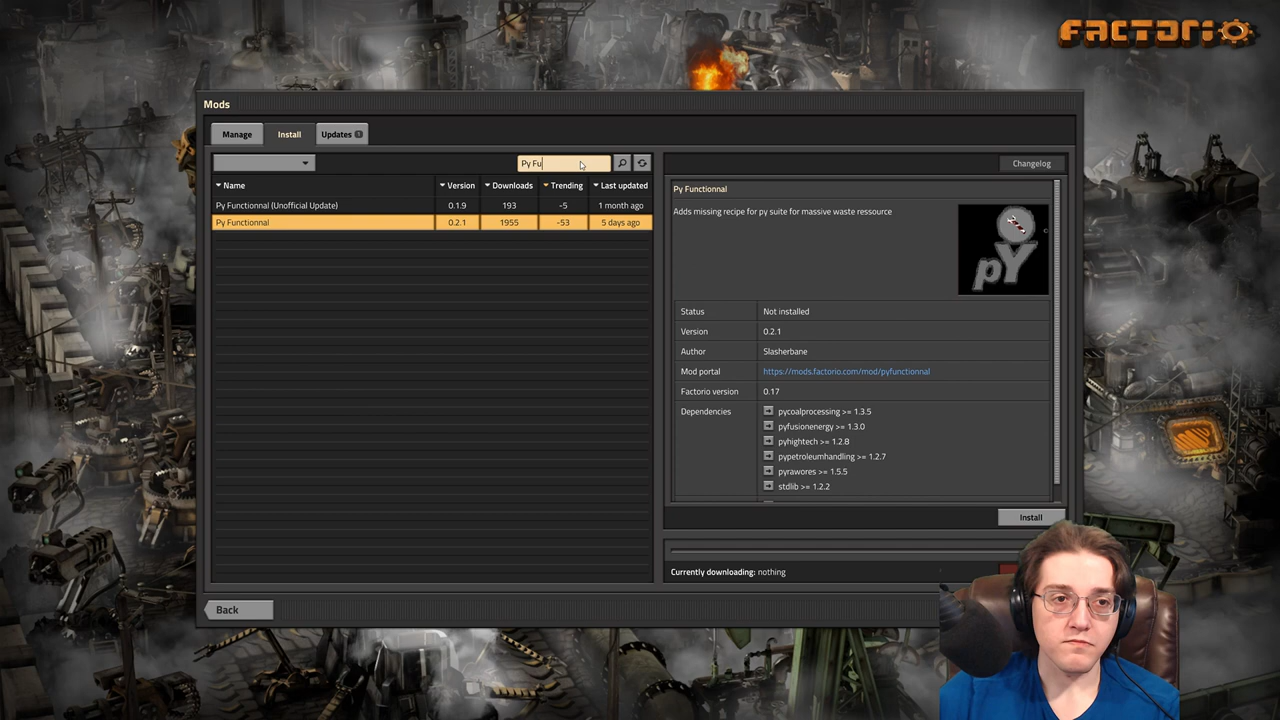 FACTORIO
Mods
Manage
Install
Updates 1
Py Fu
Changelog
Name
Version
Downloads
Trending
Last updated
Py Functionnal (Unofficial Update)
0.1.9
193
-5
1 month ago
Py Functionnal
0.2.1
1955
-53
5 days ago
Py Functionnal
Adds missing recipe for py suite for massive waste ressource
pY
Status
Not installed
Version
0.2.1
Author
Slasherbane
Mod portal
https://mods.factorio.com/mod/pyfunctionnal
Factorio version
0.17
Dependencies
pycoalprocessing >= 1.3.5
pyfusionenergy >= 1.3.0
pyhightech >= 1.2.8
pypetroleumhandling >= 1.2.7
pyrawores >= 1.5.5
stdlib >= 1.2.2
Install
Currently downloading: nothing
Back